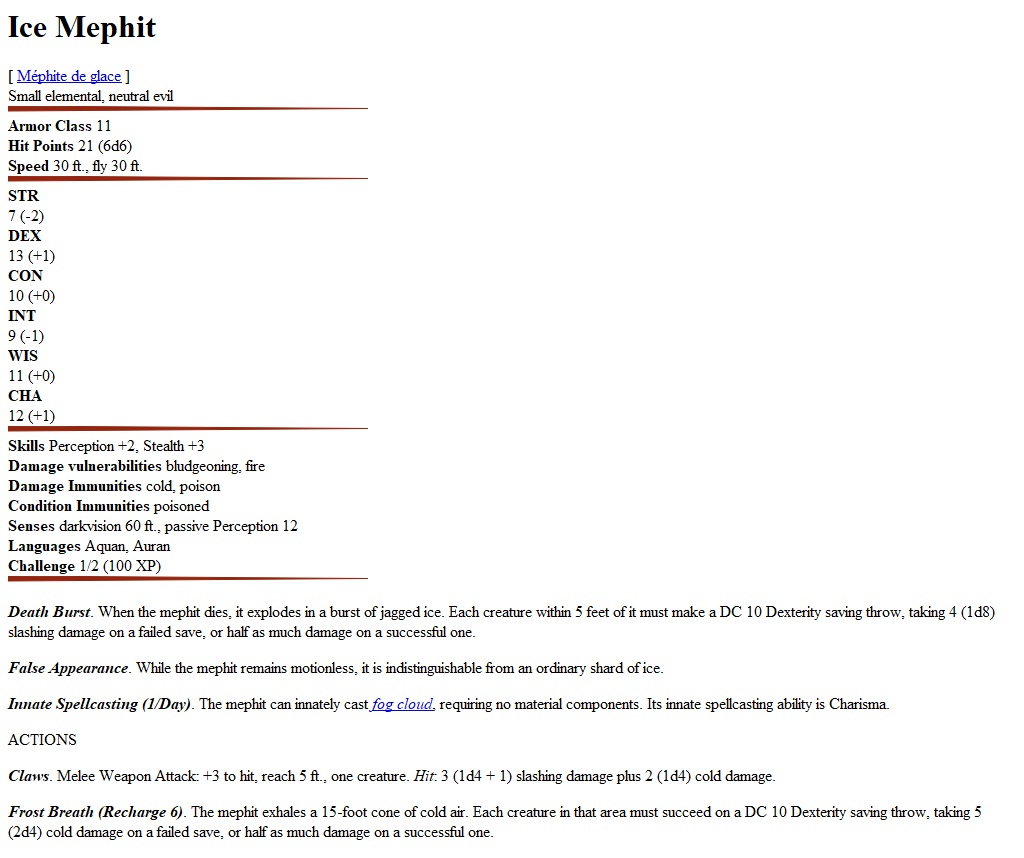 Ice Mephit
[ Méphite de glace ]
Small elemental, neutral evil
Armor Class 11
Hit Points 21 (6d6)
Speed 30 ft., fly 30 ft.
STR
7 (-2)
DEX
13 (+1)
CON
10 (+0)
INT
9 (-1)
WIS
11 (+0)
CHA
12 (+1)
Skills Perception +2, Stealth +3
Damage vulnerabilities bludgeoning, fire
Damage Immunities cold, poison
Condition Immunities poisoned
Senses darkvision 60 ft., passive Perception 12
Languages Aquan, Auran
Challenge 1/2 (100 XP)
Death Burst. When the mephit dies, it explodes in a burst of jagged ice. Each creature within 5 feet of it must make a DC 10 Dexterity saving throw, taking 4 (1d8)
slashing damage on a failed save, or half as much damage on a successful one.
False Appearance. While the mephit remains motionless, it is indistinguishable from an ordinary shard of ice.
Innate Spellcasting (1/Day). The mephit can innately cast fog cloud, requiring no material components. Its innate spellcasting ability is Charisma.
ACTIONS
Claws. Melee Weapon Attack: +3 to hit, reach 5 ft., one creature. Hit: 3 (1d4 + 1) slashing damage plus 2 (1d4) cold damage.
Frost Breath (Recharge 6). The mephit exhales a 15-foot cone of cold air. Each creature in that area must succeed on a DC 10 Dexterity saving throw, taking 5
(2d4) cold damage on a failed save, or half as much damage on a successful one.